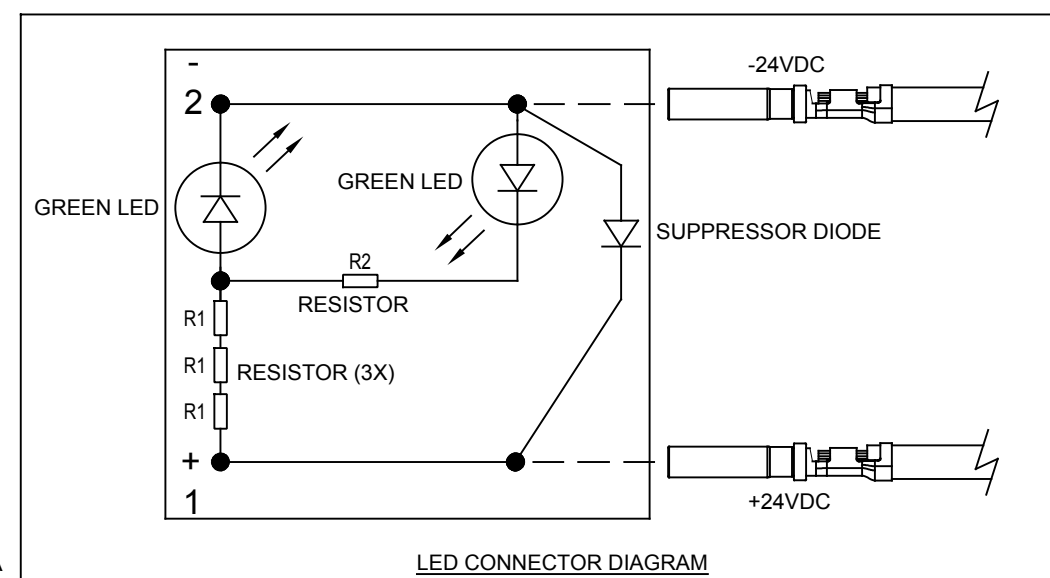 -
2
-24VDC
GREEN LED
GREEN LED
SUPPRESSOR DIODE
R2
RESISTOR
R1
R1
RESISTOR (3X)
R1
+
1
+24VDC
LED CONNECTOR DIAGRAM